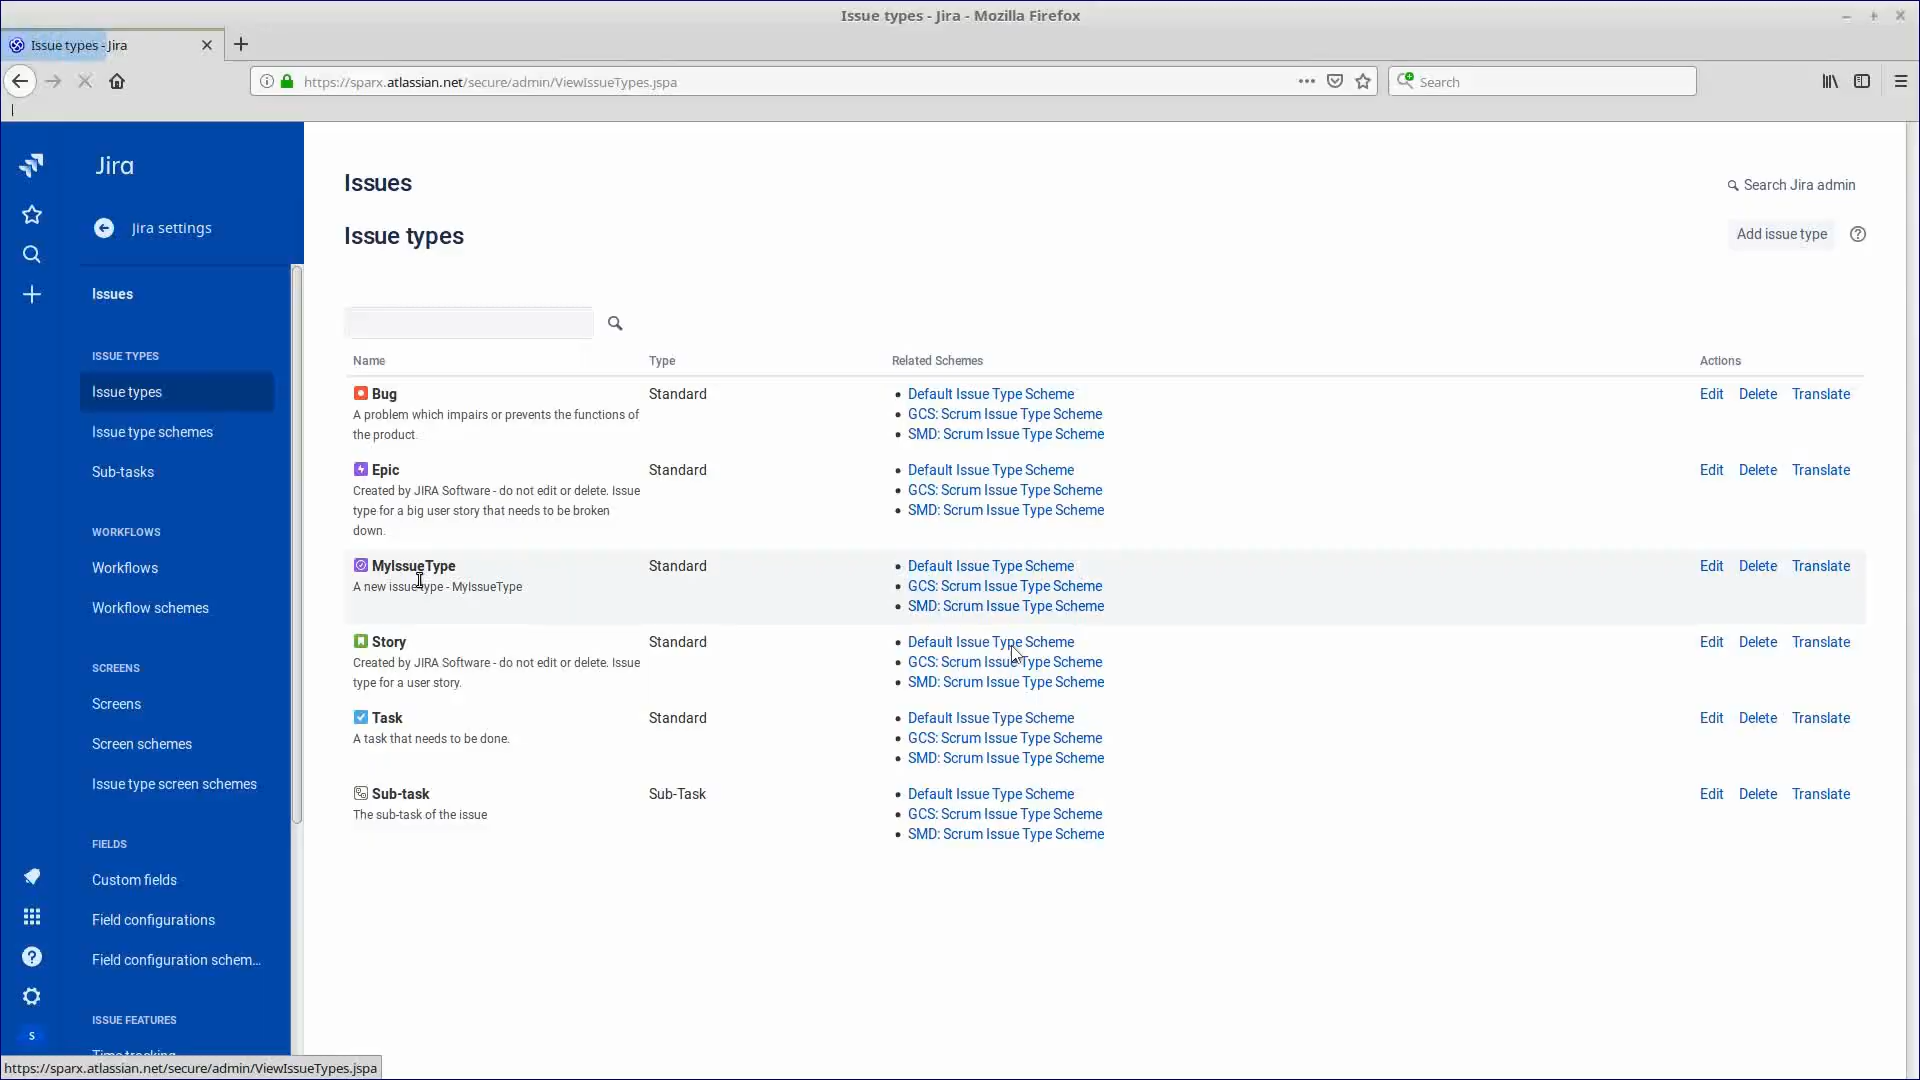 Issue types - Jira - Mozilla Firefox
Issue types - Jira
https://sparx.atlassian.net/secure/admin/ViewIssueTypes.jspa
Search
Jira
Jira settings
Issues
ISSUE TYPES
Issue types
Issue type schemes
Sub-tasks
WORKFLOWS
Workflows
Workflow schemes
SCREENS
Screens
Screen schemes
Issue type screen schemes
FIELDS
Custom fields
Field configurations
Field configuration schem...
ISSUE FEATURES
Time tracking
S
https://sparx.atlassian.net/secure/admin/ViewIssueTypes.jspa
Issues
Search Jira admin
Issue types
Add issue type
Name Type Related Schemes Actions
Bug Standard Default Issue Type Scheme Edit Delete Translate
A problem which impairs or prevents the functions of GCS: Scrum Issue Type Scheme
the product. SMD: Scrum Issue Type Scheme
Epic Standard Default Issue Type Scheme Edit Delete Translate
Created by JIRA Software - do not edit or delete. Issue GCS: Scrum Issue Type Scheme
type for a big user story that needs to be broken SMD: Scrum Issue Type Scheme
down.
MyIssueType Standard Default Issue Type Scheme Edit Delete Translate
A new issue type - MyIssueType GCS: Scrum Issue Type Scheme
SMD: Scrum Issue Type Scheme
Story Standard Default Issue Type Scheme Edit Delete Translate
Created by JIRA Software - do not edit or delete. Issue GCS: Scrum Issue Type Scheme
type for a user story. SMD: Scrum Issue Type Scheme
Task Standard Default Issue Type Scheme Edit Delete Translate
A task that needs to be done. GCS: Scrum Issue Type Scheme
SMD: Scrum Issue Type Scheme
Sub-task Sub-Task Default Issue Type Scheme Edit Delete Translate
The sub-task of the issue GCS: Scrum Issue Type Scheme
SMD: Scrum Issue Type Scheme